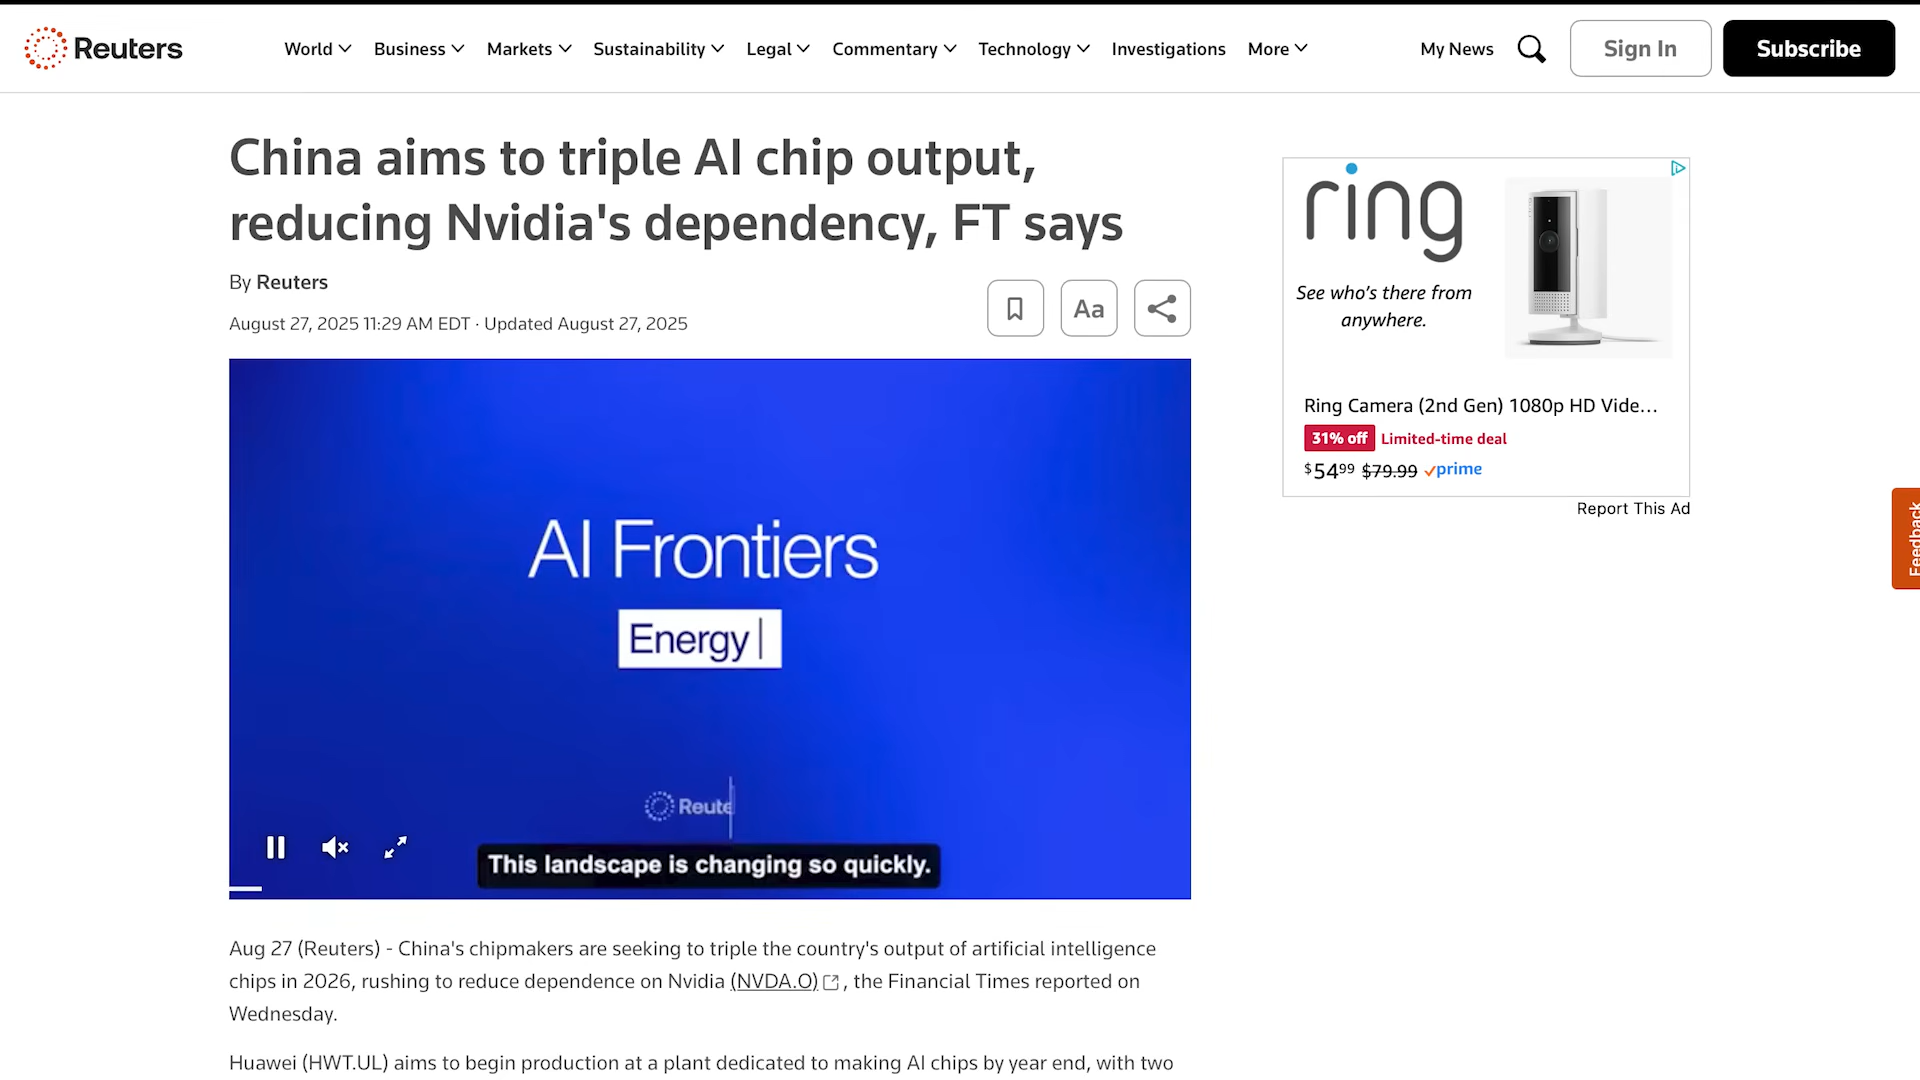 Reuters
World
Business
Markets
Sustainability
Legal
Commentary
Technology
Investigations
More
My News
Sign In
Subscribe
China aims to triple AI chip output,
reducing Nvidia's dependency, FT says
By Reuters
August 27, 2025 11:29 AM EDT · Updated August 27, 2025
Aa
AI Frontiers
Energy
Reute
This landscape is changing so quickly.
Aug 27 (Reuters) - China's chipmakers are seeking to triple the country's output of artificial intelligence
chips in 2026, rushing to reduce dependence on Nvidia (NVDA.O), the Financial Times reported on
Wednesday.
Huawei (HWT.UL) aims to begin production at a plant dedicated to making AI chips by year end, with two
ring
See who's there from
anywhere.
Ring Camera (2nd Gen) 1080p HD Vide...
31% off Limited-time deal
$54.99 $79.99 prime
Report This Ad
Feedback